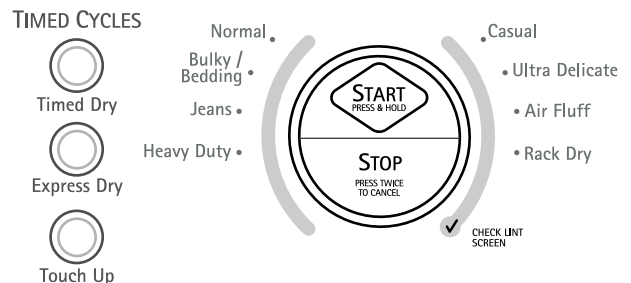 TIMED CYCLES
Timed Dry
Express Dry
Touch Up
Normal
Bulky /
Bedding
Jeans
Heavy Duty
START
PRESS & HOLD
STOP
PRESS TWICE
TO CANCEL
Casual
Ultra Delicate
Air Fluff
Rack Dry
CHECK LINT
SCREEN